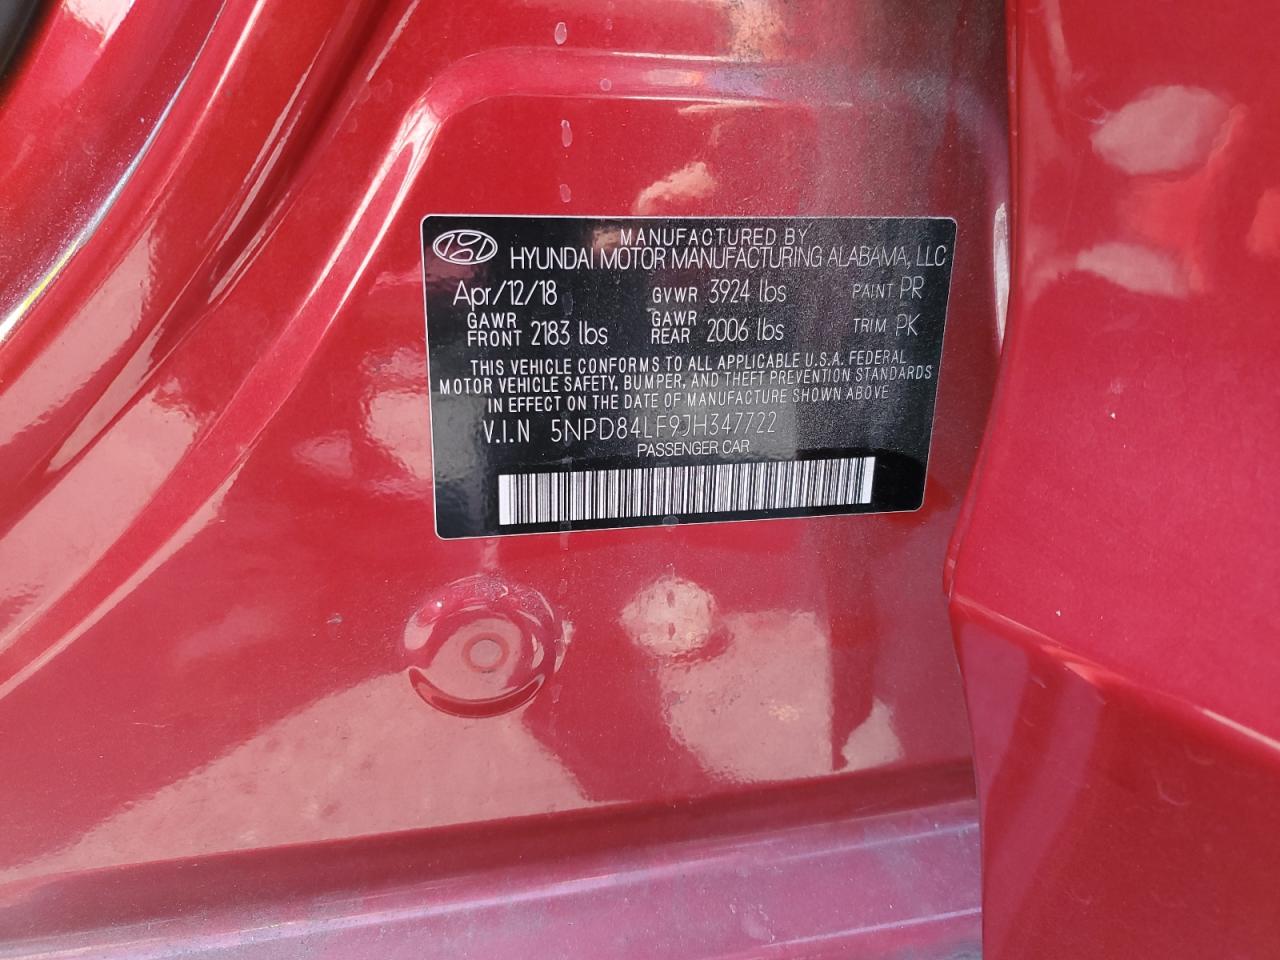 MANUFACTURED BY
HYUNDAI MOTOR MANUFACTURING ALABAMA, LLC
Apr/12/18 GVWR 3924 lbs PAINT PR
GAWR FRONT 2183 lbs GAWR REAR 2006 lbs TRIM PK
THIS VEHICLE CONFORMS TO ALL APPLICABLE U.S.A. FEDERAL
MOTOR VEHICLE SAFETY, BUMPER, AND THEFT PREVENTION STANDARDS
IN EFFECT ON THE DATE OF MANUFACTURE SHOWN ABOVE
V.I.N 5NPD84LF9JH347722
PASSENGER CAR